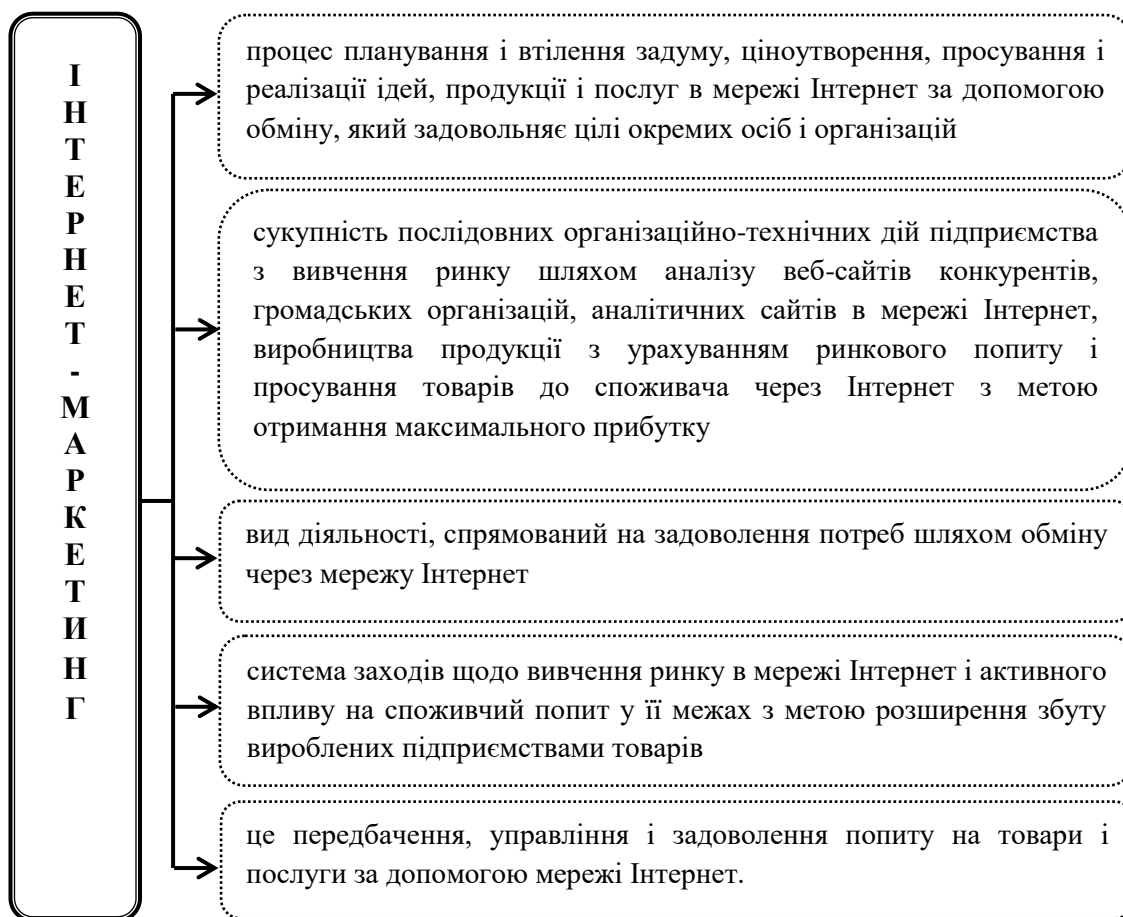 ІНТЕРНЕТ-МАРКЕТИНГ
процес планування і втілення задуму, ціноутворення, просування і
реалізації ідей, продукції і послуг в мережі Інтернет за допомогою
обміну, який задовольняє цілі окремих осіб і організацій
сукупність послідовних організаційно-технічних дій підприємства
з вивчення ринку шляхом аналізу веб-сайтів конкурентів,
громадських організацій, аналітичних сайтів в мережі Інтернет,
виробництва продукції з урахуванням ринкового попиту і
просування товарів до споживача через Інтернет з метою
отримання максимального прибутку
вид діяльності, спрямований на задоволення потреб шляхом обміну
через мережу Інтернет
система заходів щодо вивчення ринку в мережі Інтернет і активного
впливу на споживчий попит у її межах з метою розширення збуту
вироблених підприємствами товарів
це передбачення, управління і задоволення попиту на товари і
послуги за допомогою мережі Інтернет.